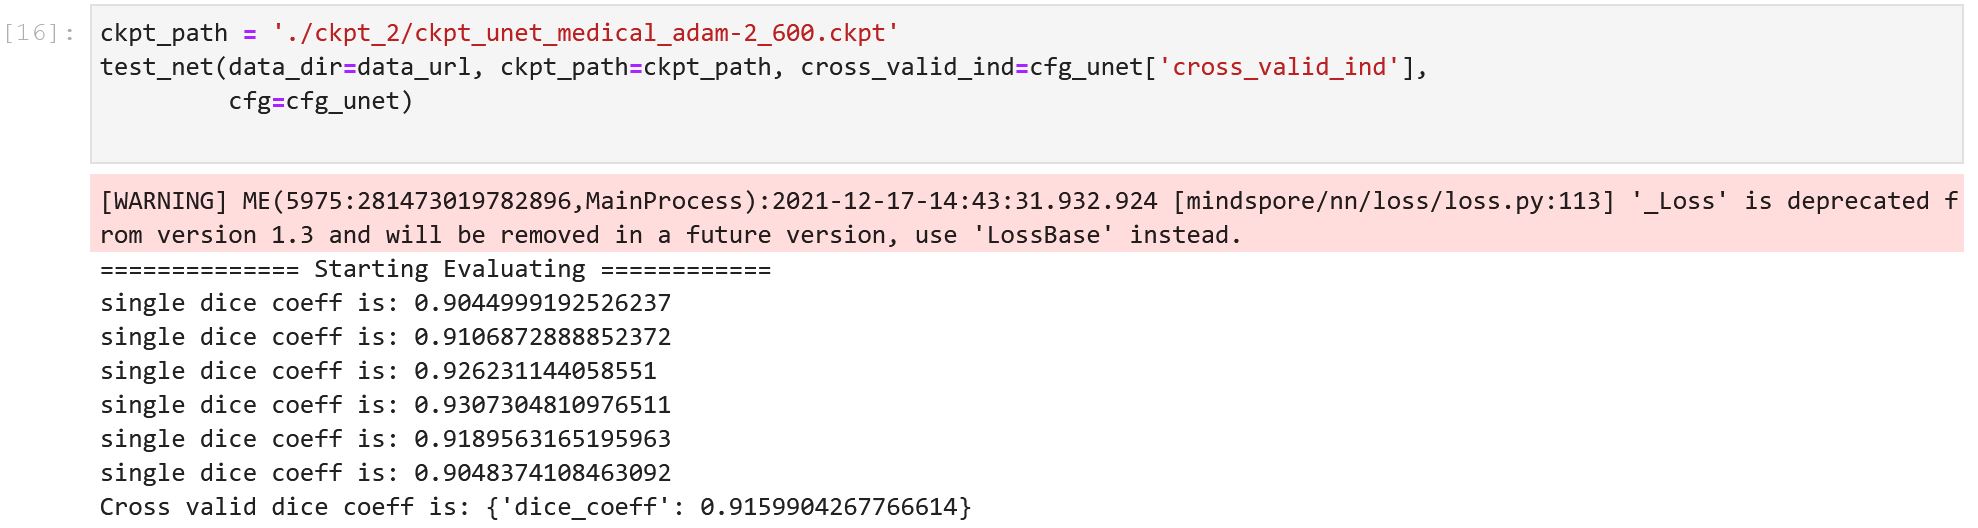 [16]:
ckpt_path = './ckpt_2/ckpt_unet_medical_adam-2_600.ckpt'
test_net(data_dir=data_url, ckpt_path=ckpt_path, cross_valid_ind=cfg_unet['cross_valid_ind'],
         cfg=cfg_unet)
[WARNING] ME(5975:281473019782896,MainProcess):2021-12-17-14:43:31.932.924 [mindspore/nn/loss/loss.py:113] '_Loss' is deprecated f
rom version 1.3 and will be removed in a future version, use 'LossBase' instead.
============== Starting Evaluating ============
single dice coeff is: 0.9044999192526237
single dice coeff is: 0.9106872888852372
single dice coeff is: 0.926231144058551
single dice coeff is: 0.9307304810976511
single dice coeff is: 0.9189563165195963
single dice coeff is: 0.9048374108463092
Cross valid dice coeff is: {'dice_coeff': 0.9159904267766614}